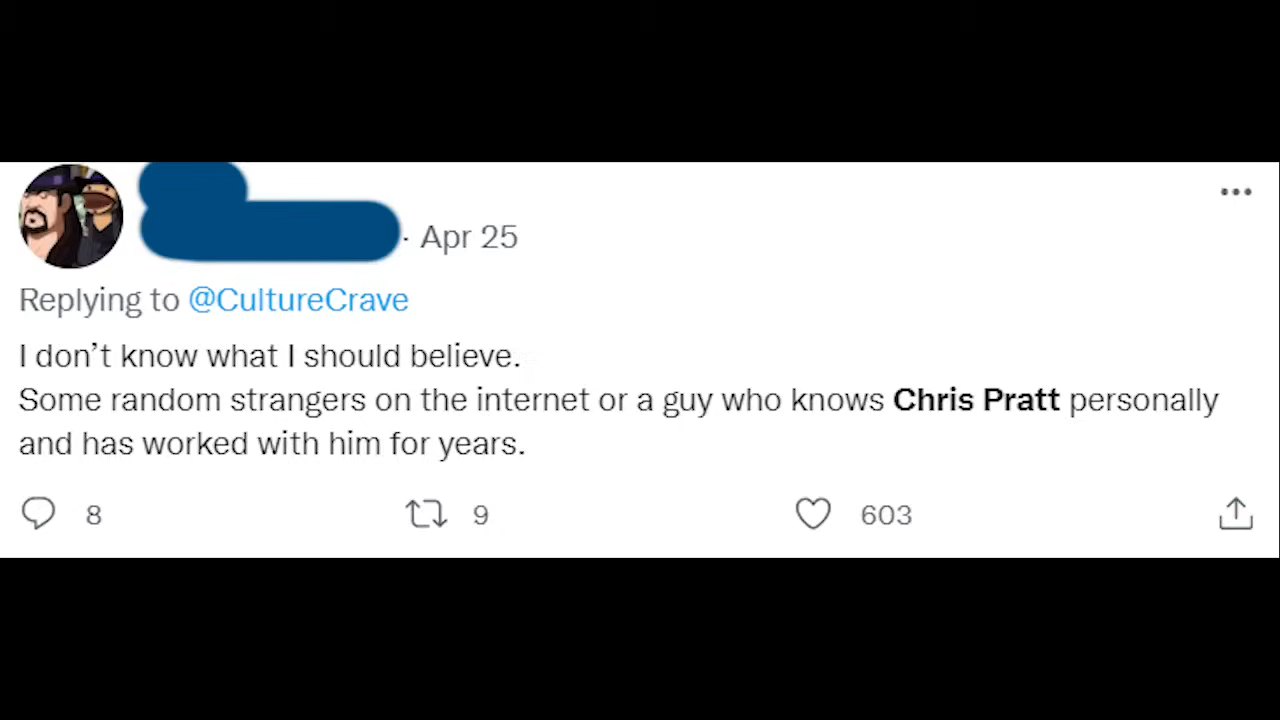 · Apr 25
Replying to @CultureCrave
I don’t know what I should believe.
Some random strangers on the internet or a guy who knows Chris Pratt personally
and has worked with him for years.
8 9 603